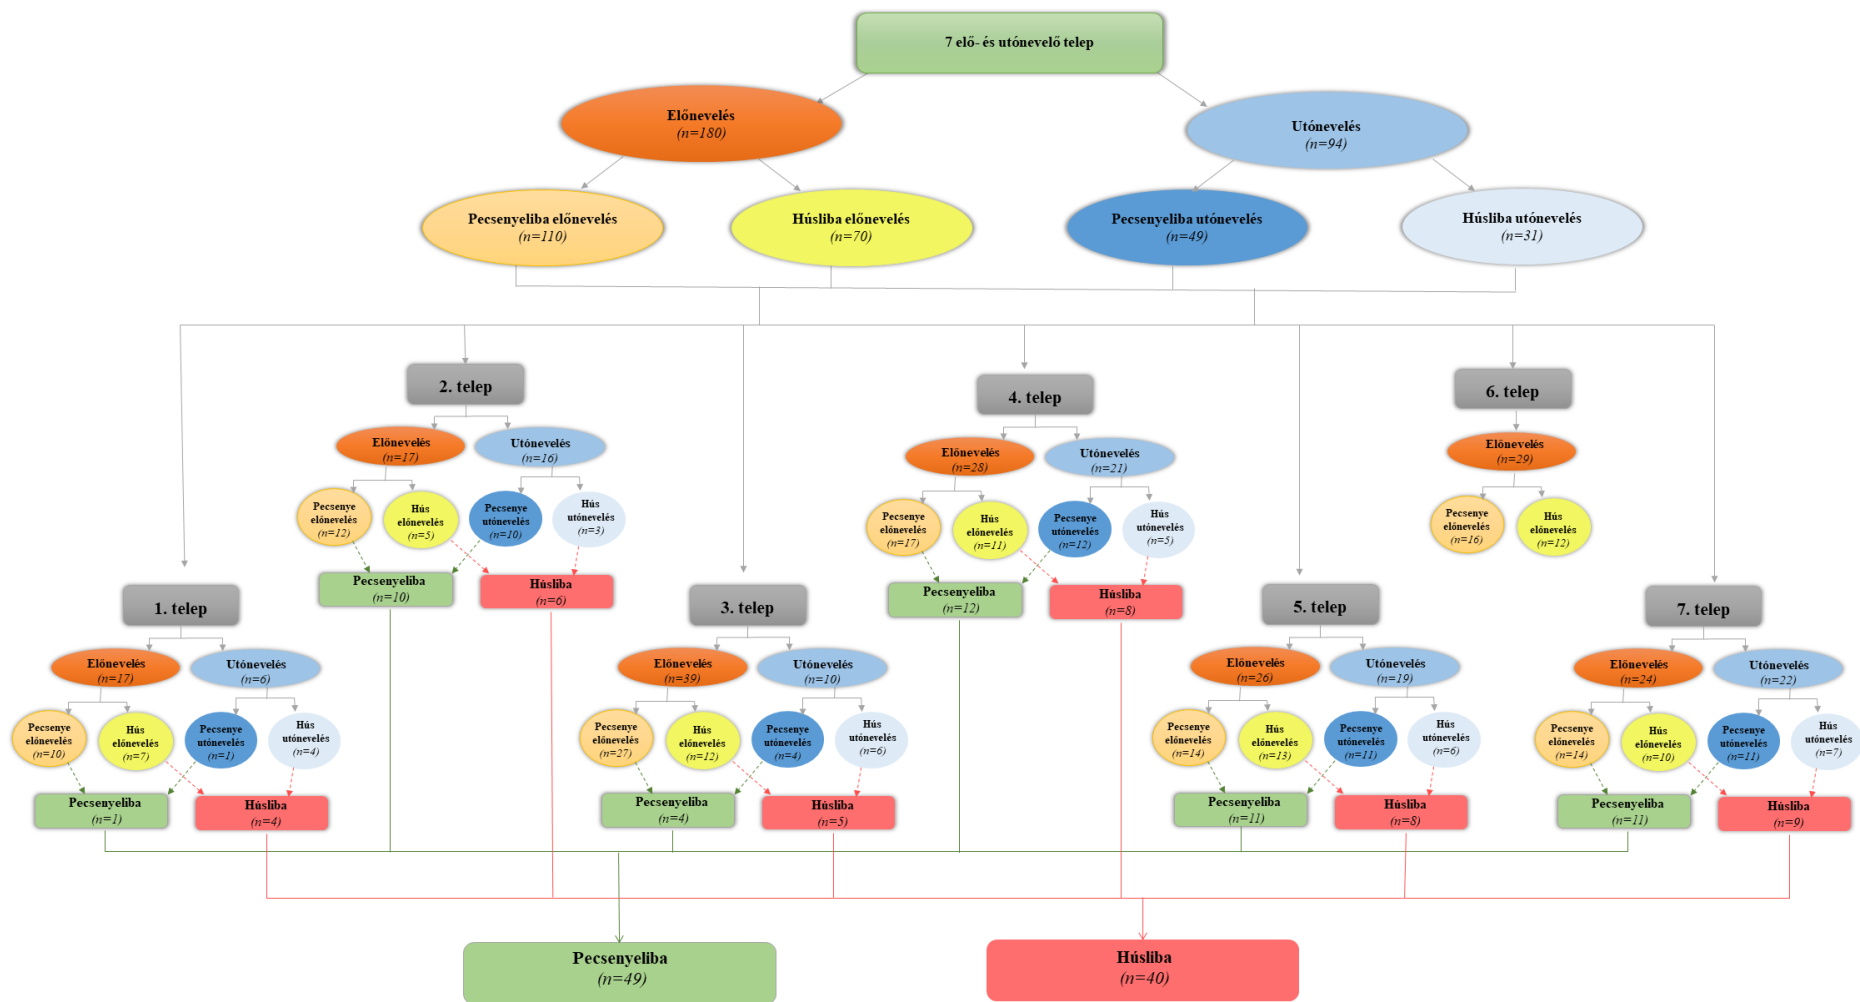 7 elő- és utónevelő telep
Előnevelés
(n=180)
Utónevelés
(n=94)
Pecsenyeliba előnevelés
(n=110)
Húsliba előnevelés
(n=70)
Pecsenyeliba utónevelés
(n=49)
Húsliba utónevelés
(n=31)
2. telep
Előnevelés
(n=17)
Utónevelés
(n=16)
Pecsenye
előnevelés
(n=12)
Hús
előnevelés
(n=5)
Pecsenye
utónevelés
(n=10)
Hús
utónevelés
(n=3)
Pecsenyeliba
(n=10)
Húsliba
(n=6)
4. telep
Előnevelés
(n=28)
Utónevelés
(n=21)
Pecsenye
előnevelés
(n=17)
Hús
előnevelés
(n=11)
Pecsenye
utónevelés
(n=12)
Hús
utónevelés
(n=5)
Pecsenyeliba
(n=12)
Húsliba
(n=8)
6. telep
Előnevelés
(n=29)
Pecsenye
előnevelés
(n=16)
Hús
előnevelés
(n=12)
1. telep
Előnevelés
(n=17)
Utónevelés
(n=6)
Pecsenye
előnevelés
(n=10)
Hús
előnevelés
(n=7)
Pecsenye
utónevelés
(n=1)
Hús
utónevelés
(n=4)
Pecsenyeliba
(n=1)
Húsliba
(n=4)
3. telep
Előnevelés
(n=39)
Utónevelés
(n=10)
Pecsenye
előnevelés
(n=27)
Hús
előnevelés
(n=12)
Pecsenye
utónevelés
(n=4)
Hús
utónevelés
(n=6)
Pecsenyeliba
(n=4)
Húsliba
(n=5)
5. telep
Előnevelés
(n=26)
Utónevelés
(n=19)
Pecsenye
előnevelés
(n=14)
Hús
előnevelés
(n=13)
Pecsenye
utónevelés
(n=11)
Hús
utónevelés
(n=6)
Pecsenyeliba
(n=11)
Húsliba
(n=8)
7. telep
Előnevelés
(n=24)
Utónevelés
(n=22)
Pecsenye
előnevelés
(n=14)
Hús
előnevelés
(n=10)
Pecsenye
utónevelés
(n=11)
Hús
utónevelés
(n=7)
Pecsenyeliba
(n=11)
Húsliba
(n=9)
Pecsenyeliba
(n=49)
Húsliba
(n=40)